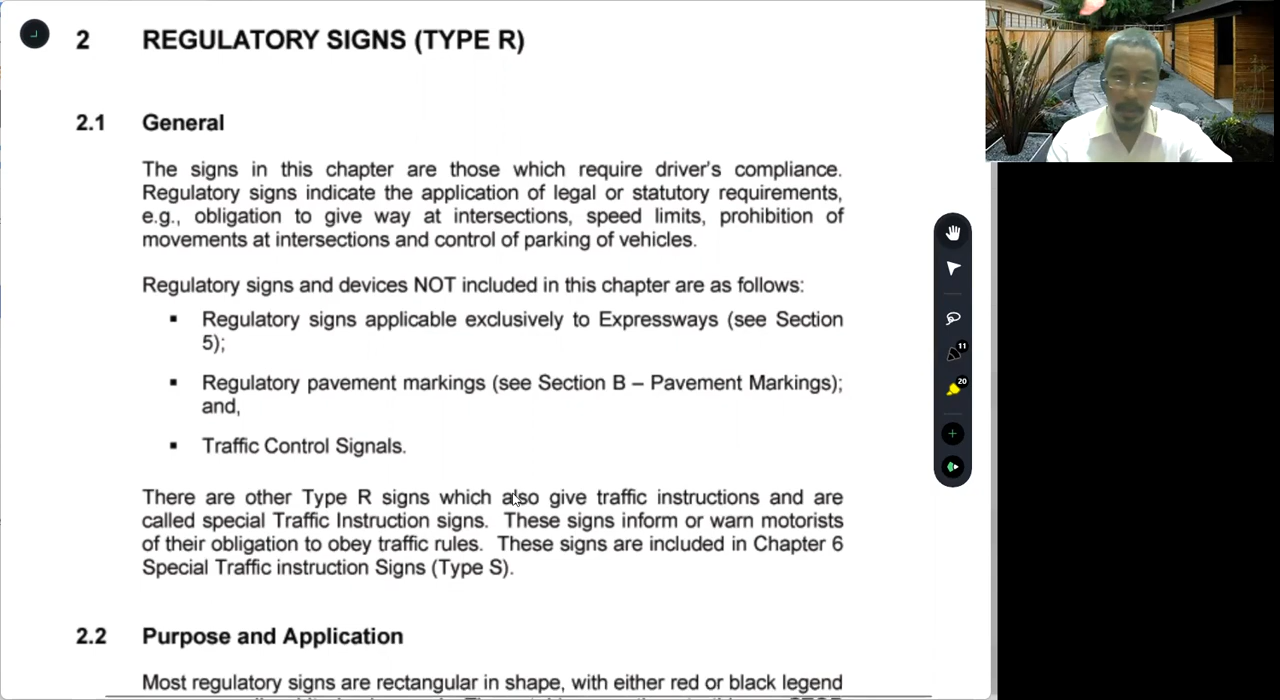 2 REGULATORY SIGNS (TYPE R)
2.1 General
The signs in this chapter are those which require driver's compliance.
Regulatory signs indicate the application of legal or statutory requirements,
e.g., obligation to give way at intersections, speed limits, prohibition of
movements at intersections and control of parking of vehicles.
Regulatory signs and devices NOT included in this chapter are as follows:
▪ Regulatory signs applicable exclusively to Expressways (see Section
5);
▪ Regulatory pavement markings (see Section B – Pavement Markings);
and,
▪ Traffic Control Signals.
There are other Type R signs which also give traffic instructions and are
called special Traffic Instruction signs. These signs inform or warn motorists
of their obligation to obey traffic rules. These signs are included in Chapter 6
Special Traffic instruction Signs (Type S).
2.2 Purpose and Application
Most regulatory signs are rectangular in shape, with either red or black legend
11
20